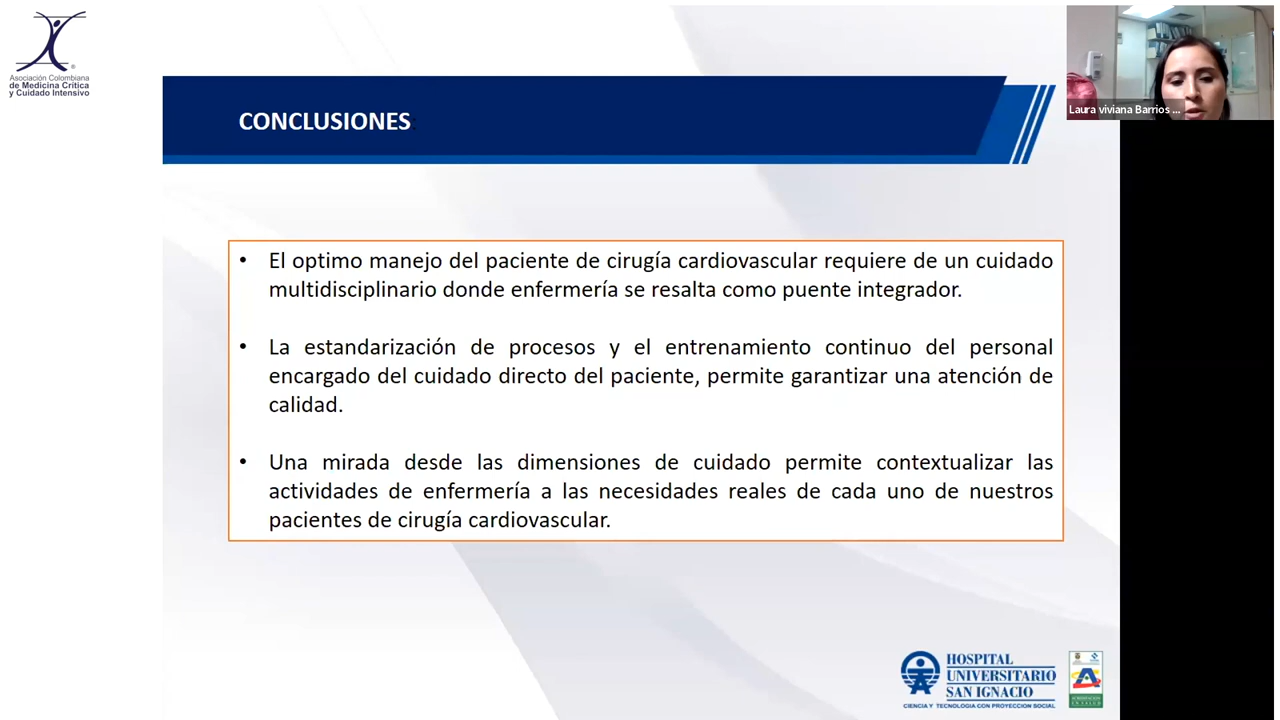 Asociación Colombiana
de Medicina Crítica
y Cuidado Intensivo
Laura viviana Barrios ...
CONCLUSIONES
• El optimo manejo del paciente de cirugía cardiovascular requiere de un cuidado
multidisciplinario donde enfermería se resalta como puente integrador.
• La estandarización de procesos y el entrenamiento continuo del personal
encargado del cuidado directo del paciente, permite garantizar una atención de
calidad.
• Una mirada desde las dimensiones de cuidado permite contextualizar las
actividades de enfermería a las necesidades reales de cada uno de nuestros
pacientes de cirugía cardiovascular.
HOSPITAL
UNIVERSITARIO
SAN IGNACIO
CIENCIA Y TECNOLOGIA CON PROYECCION SOCIAL